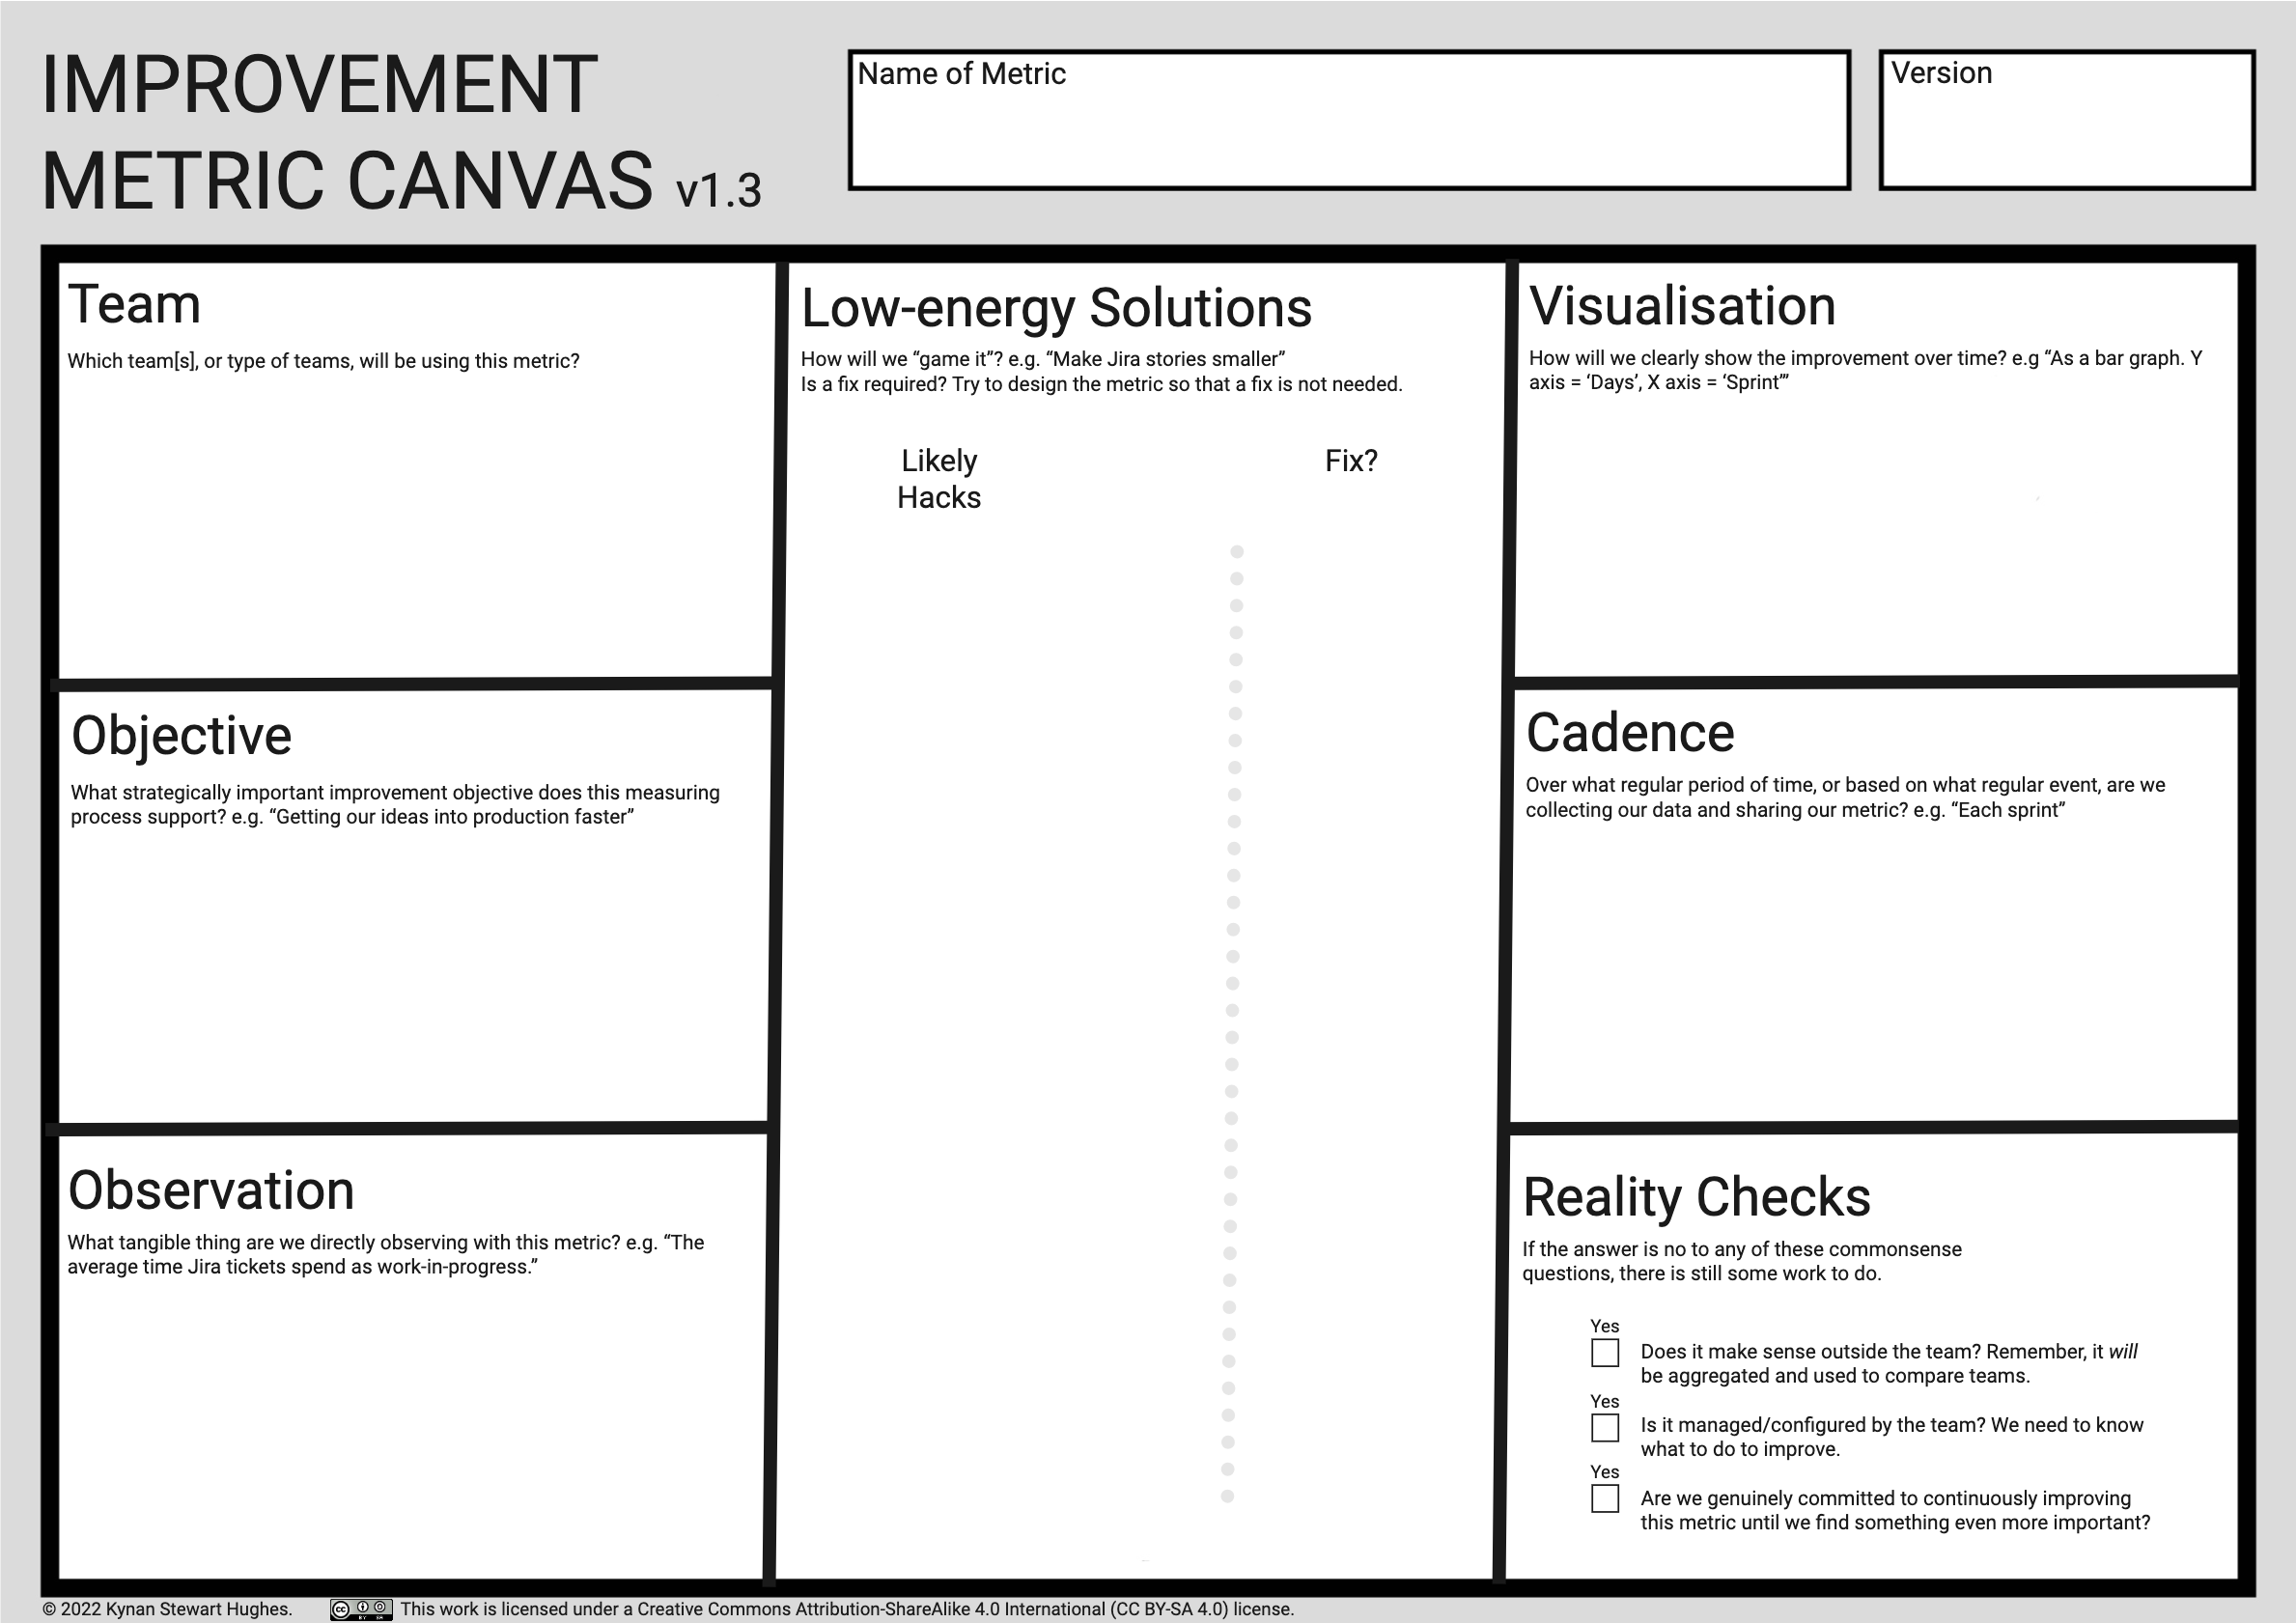 IMPROVEMENT
METRIC CANVAS v1.3
Name of Metric
Version
Team
Which team[s], or type of teams, will be using this metric?
Objective
What strategically important improvement objective does this measuring
process support? e.g. “Getting our ideas into production faster”
Observation
What tangible thing are we directly observing with this metric? e.g. “The
average time Jira tickets spend as work-in-progress.”
Low-energy Solutions
How will we “game it”? e.g. “Make Jira stories smaller”
Is a fix required? Try to design the metric so that a fix is not needed.
Likely
Hacks
Fix?
Visualisation
How will we clearly show the improvement over time? e.g “As a bar graph. Y
axis = ‘Days’, X axis = ‘Sprint’”
Cadence
Over what regular period of time, or based on what regular event, are we
collecting our data and sharing our metric? e.g. “Each sprint”
Reality Checks
If the answer is no to any of these commonsense
questions, there is still some work to do.
Yes
Does it make sense outside the team? Remember, it will
be aggregated and used to compare teams.
Yes
Is it managed/configured by the team? We need to know
what to do to improve.
Yes
Are we genuinely committed to continuously improving
this metric until we find something even more important?
© 2022 Kynan Stewart Hughes.
cc BY SA
This work is licensed under a Creative Commons Attribution-ShareAlike 4.0 International (CC BY-SA 4.0) license.